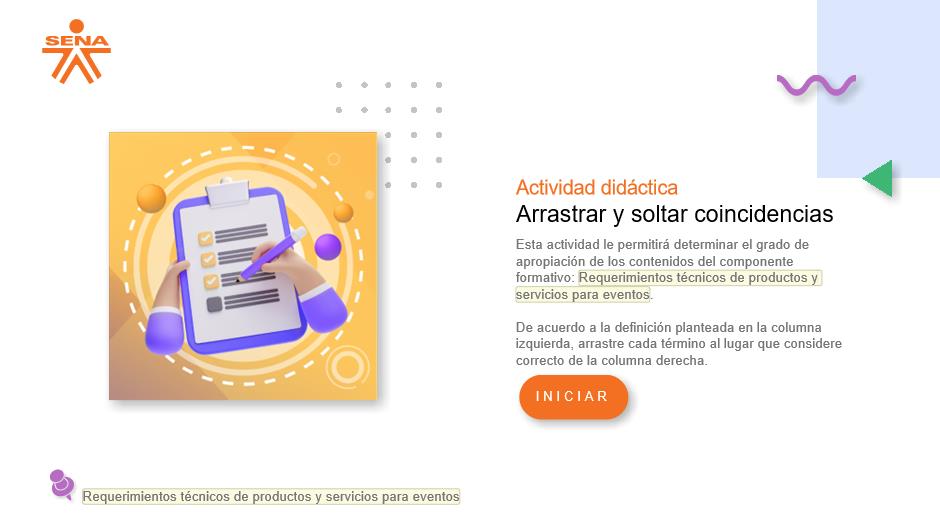 SENA
Actividad didáctica
Arrastrar y soltar coincidencias
Esta actividad le permitirá determinar el grado de
apropiación de los contenidos del componente
formativo: Requerimientos técnicos de productos y
servicios para eventos.
De acuerdo a la definición planteada en la columna
izquierda, arrastre cada término al lugar que considere
correcto de la columna derecha.
INICIAR
Requerimientos técnicos de productos y servicios para eventos